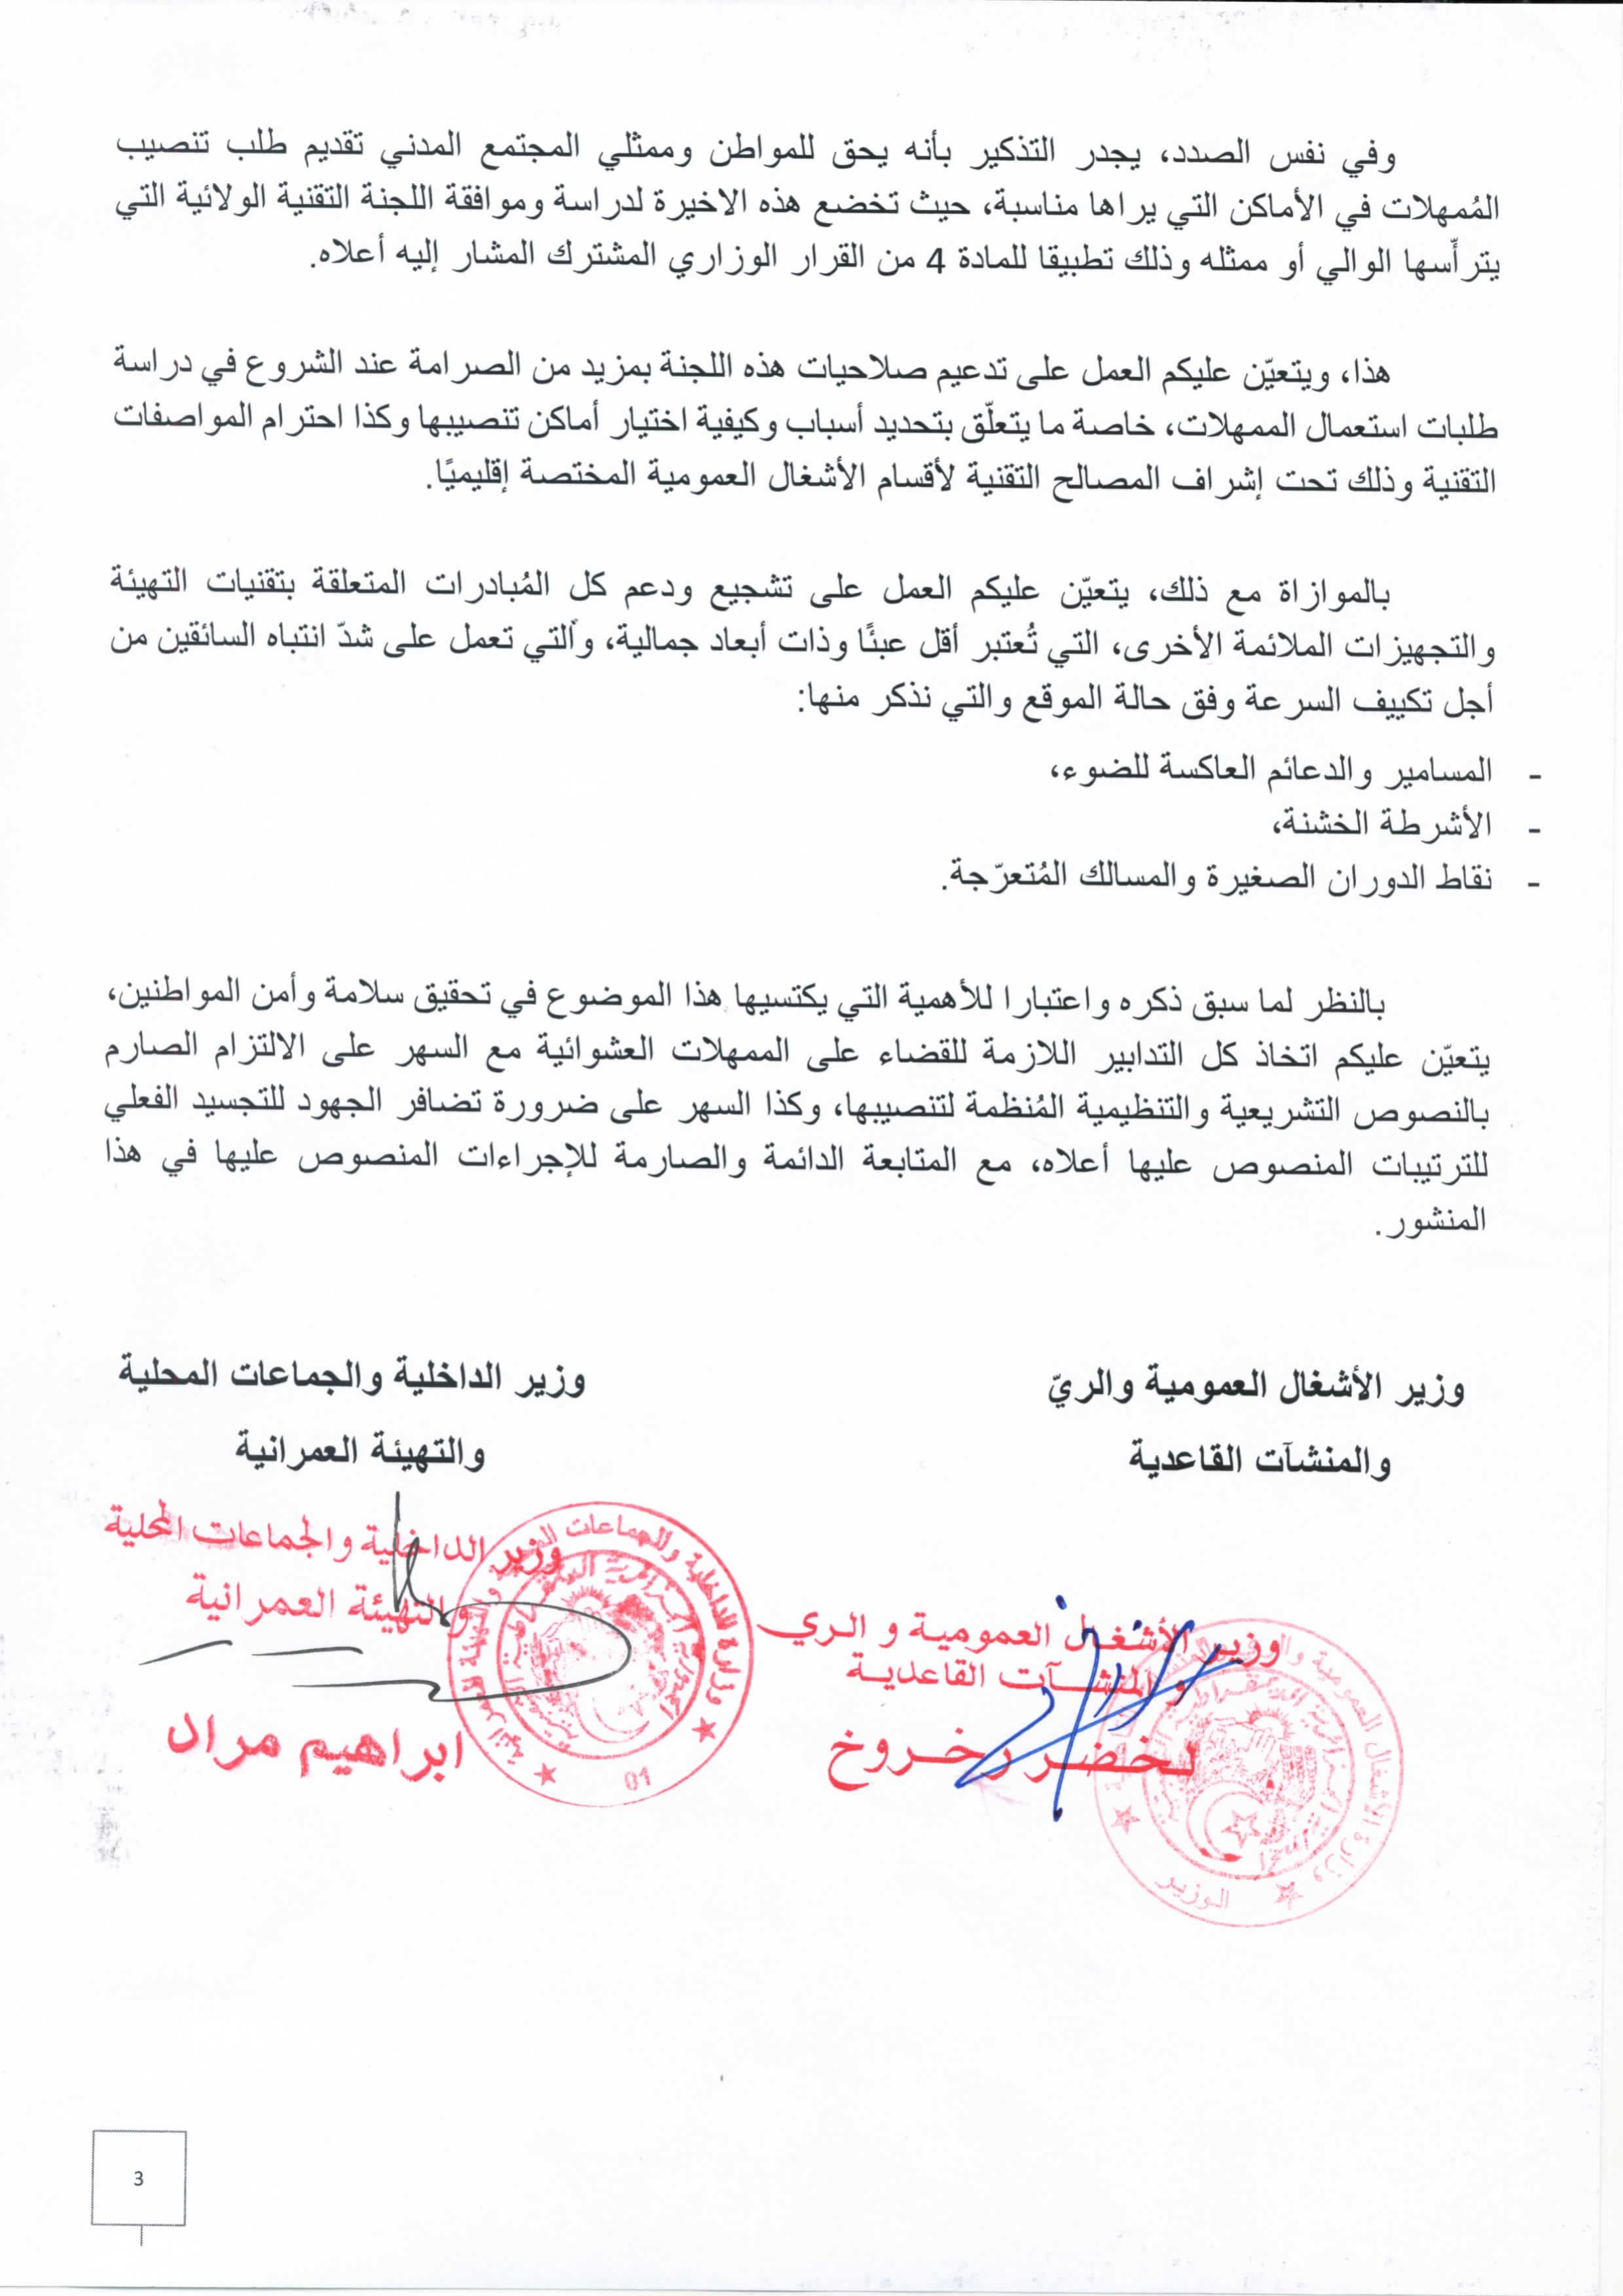 وفي نفس الصدد، يجدر التذكير بأنه يحق للمواطن وممثلي المجتمع المدني تقديم طلب تنصيب
المُمهلات في الأماكن التي يراها مناسبة، حيث تخضع هذه الاخيرة لدراسة وموافقة اللجنة التقنية الولائية التي
يترأّسها الوالي أو ممثله وذلك تطبيقا للمادة 4 من القرار الوزاري المشترك المشار إليه أعلاه.
هذا، ويتعيّن عليكم العمل على تدعيم صلاحيات هذه اللجنة بمزيد من الصرامة عند الشروع في دراسة
طلبات استعمال الممهلات، خاصة ما يتعلّق بتحديد أسباب وكيفية اختيار أماكن تنصيبها وكذا احترام المواصفات
التقنية وذلك تحت إشراف المصالح التقنية لأقسام الأشغال العمومية المختصة إقليميًا.
بالموازاة مع ذلك، يتعيّن عليكم العمل على تشجيع ودعم كل المُبادرات المتعلقة بتقنيات التهيئة
والتجهيزات الملائمة الأخرى، التي تُعتبر أقل عبئًا وذات أبعاد جمالية، والتي تعمل على شدّ انتباه السائقين من
أجل تكييف السرعة وفق حالة الموقع والتي نذكر منها:
- المسامير والدعائم العاكسة للضوء،
- الأشرطة الخشنة،
- نقاط الدوران الصغيرة والمسالك المُتعرّجة.
بالنظر لما سبق ذكره واعتبارا للأهمية التي يكتسيها هذا الموضوع في تحقيق سلامة وأمن المواطنين،
يتعيّن عليكم اتخاذ كل التدابير اللازمة للقضاء على الممهلات العشوائية مع السهر على الالتزام الصارم
بالنصوص التشريعية والتنظيمية المُنظمة لتنصيبها، وكذا السهر على ضرورة تضافر الجهود للتجسيد الفعلي
للترتيبات المنصوص عليها أعلاه، مع المتابعة الدائمة والصارمة للإجراءات المنصوص عليها في هذا
المنشور.
وزير الأشغال العمومية والريّ
والمنشآت القاعدية
وزير الداخلية والجماعات المحلية
والتهيئة العمرانية
وزير الأشغال العمومية و الري
و المنشآت القاعدية
لخضر رخروخ
الوزير
وزير الداخلية والجماعات المحلية
والتهيئة العمرانية
ابراهيم مراد
01
3